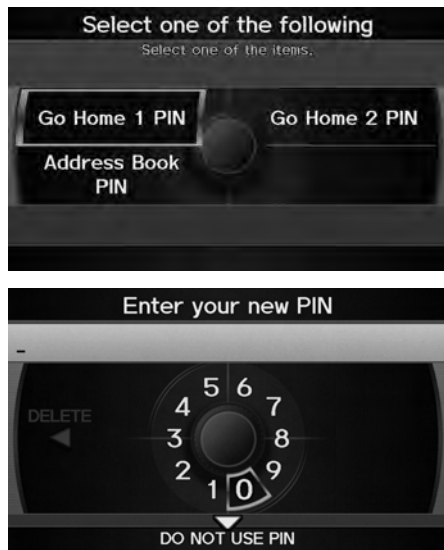 Select one of the following
Select one of the items.
Go Home 1 PIN
Go Home 2 PIN
Address Book
PIN
Enter your new PIN
-
5 6
4 7
DELETE
3 8
2 9
1 0
DO NOT USE PIN